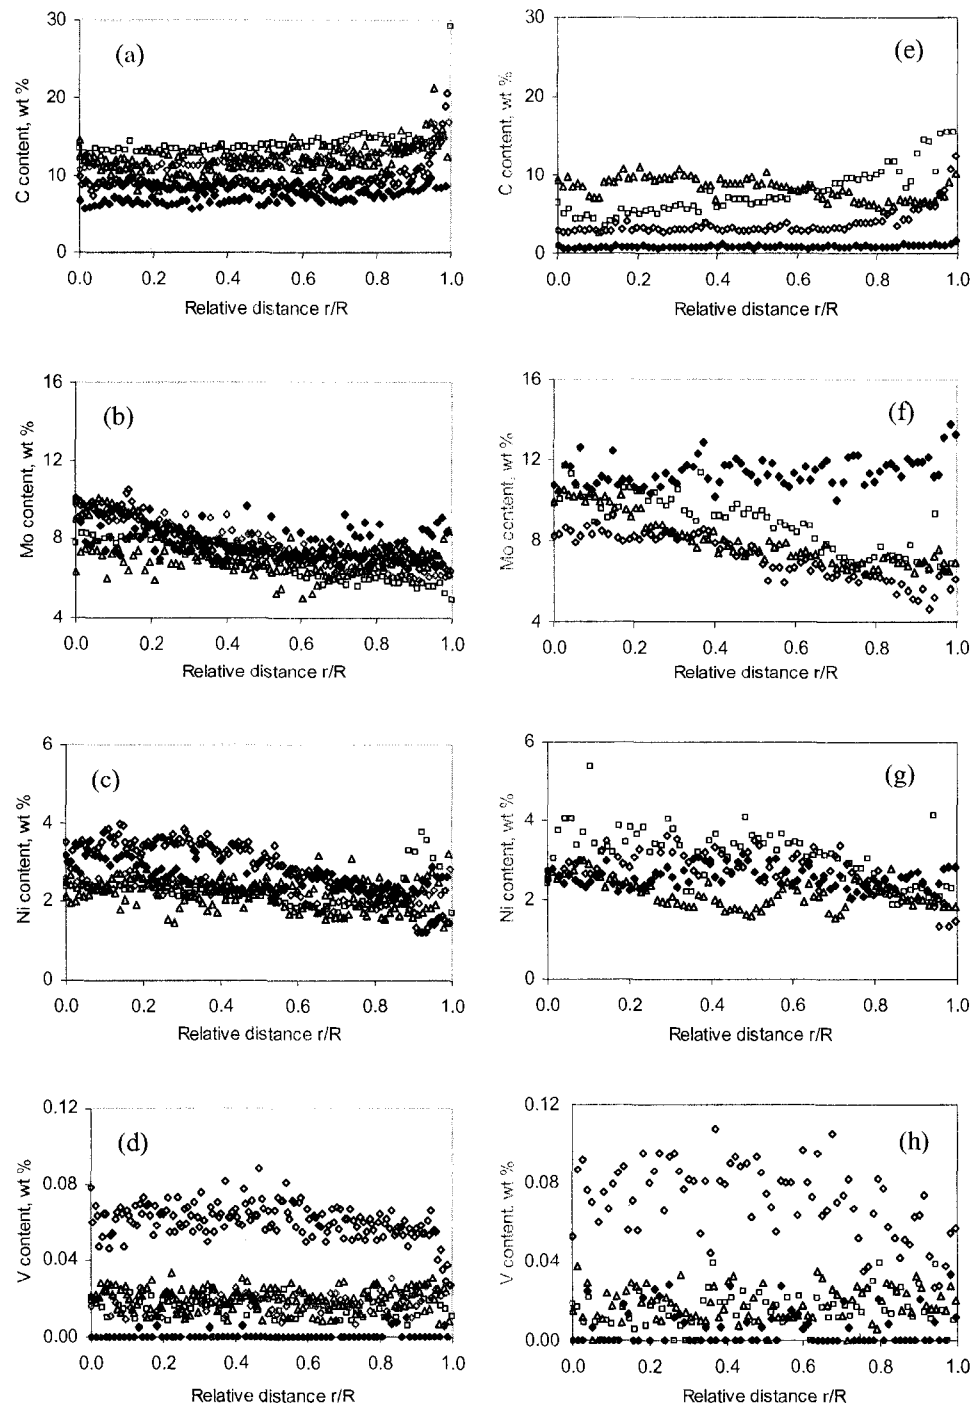 30
20
10
0
C content, wt %
(a)
0.0 0.2 0.4 0.6 0.8 1.0
Relative distance r/R
30
20
10
0
C content, wt %
(e)
0.0 0.2 0.4 0.6 0.8 1.0
Relative distance r/R
16
12
8
4
Mo content, wt %
(b)
0.0 0.2 0.4 0.6 0.8 1.0
Relative distance r/R
16
12
8
4
Mo content, wt %
(f)
0.0 0.2 0.4 0.6 0.8 1.0
Relative distance r/R
6
4
2
0
Ni content, wt %
(c)
0.0 0.2 0.4 0.6 0.8 1.0
Relative distance r/R
6
4
2
0
Ni content, wt %
(g)
0.0 0.2 0.4 0.6 0.8 1.0
Relative distance r/R
0.12
0.08
0.04
0.00
V content, wt %
(d)
0.0 0.2 0.4 0.6 0.8 1.0
Relative distance r/R
0.12
0.08
0.04
0.00
V content, wt %
(h)
0.0 0.2 0.4 0.6 0.8 1.0
Relative distance r/R